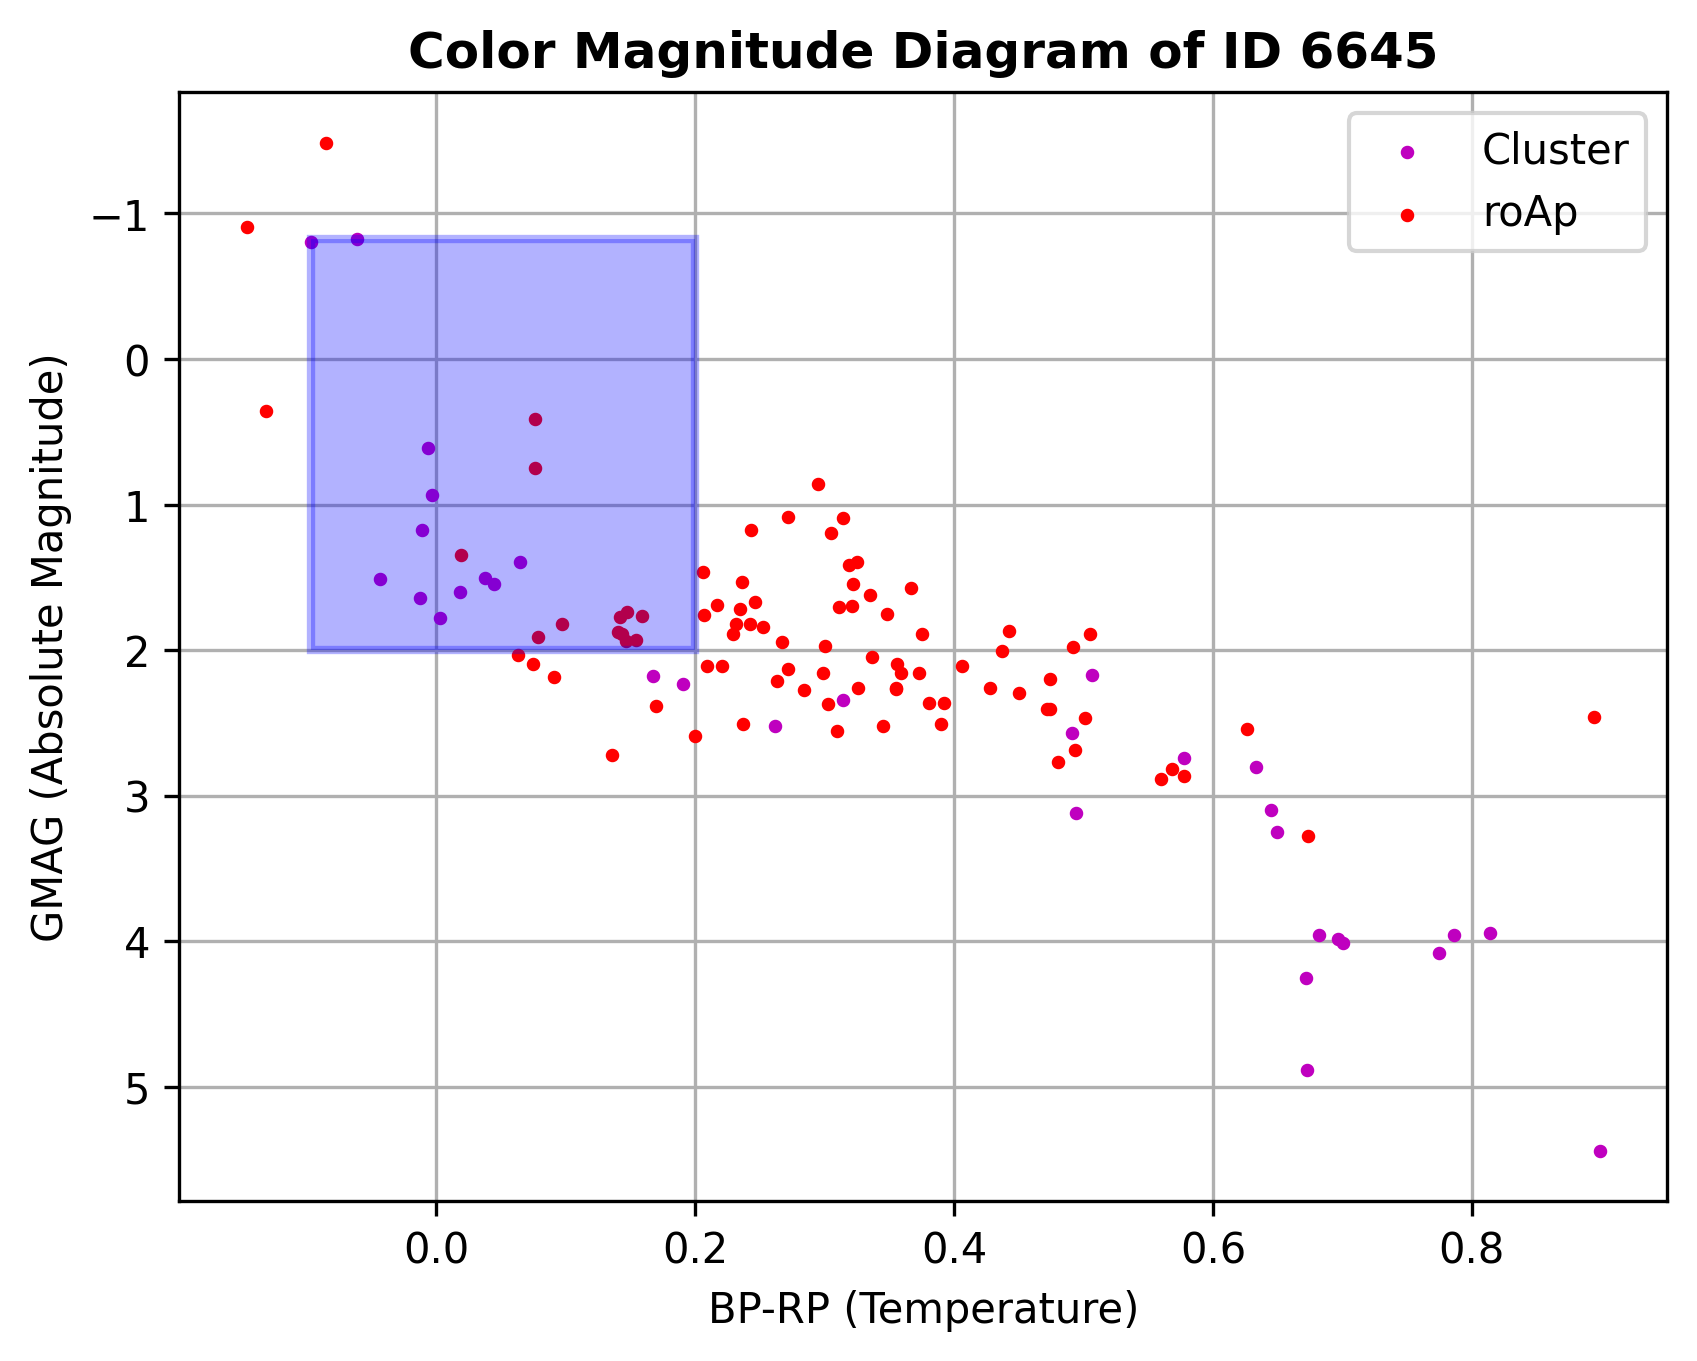 Color Magnitude Diagram of ID 6645
Cluster
roAp
−1
0
1
2
3
4
5
GMAG (Absolute Magnitude)
0.0 0.2 0.4 0.6 0.8
BP-RP (Temperature)